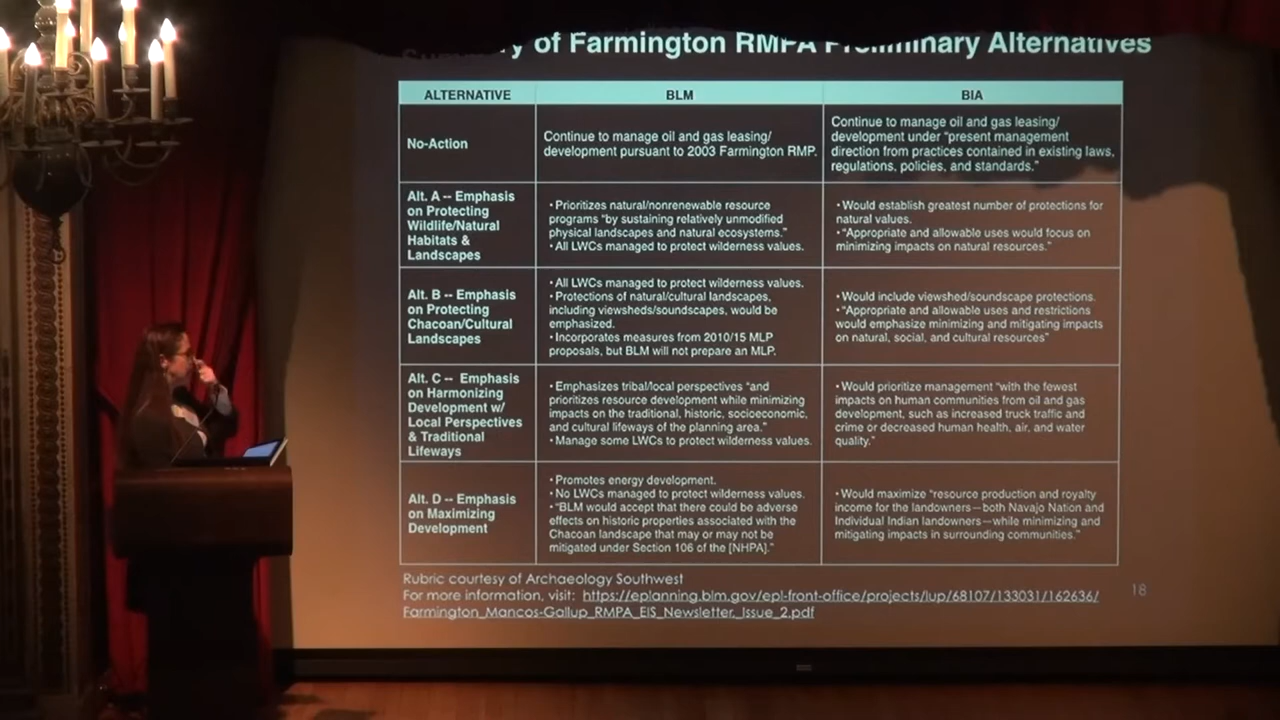 y of Farmington RMPA Preliminary Alternatives
ALTERNATIVE
BLM
BIA
No-Action
Continue to manage oil and gas leasing/
development pursuant to 2003 Farmington RMP.
Continue to manage oil and gas leasing/
development under “present management
direction from practices contained in existing laws,
regulations, policies, and standards.”
Alt. A -- Emphasis
on Protecting
Wildlife/Natural
Habitats &
Landscapes
• Prioritizes natural/nonrenewable resource
programs “by sustaining relatively unmodified
physical landscapes and natural ecosystems.”
• All LWCs managed to protect wilderness values.
• Would establish greatest number of protections for
natural values.
• “Appropriate and allowable uses would focus on
minimizing impacts on natural resources.”
Alt. B -- Emphasis
on Protecting
Chacoan/Cultural
Landscapes
• All LWCs managed to protect wilderness values.
• Protections of natural/cultural landscapes,
including viewsheds/soundscapes, would be
emphasized.
• Incorporates measures from 2010/15 MLP
proposals, but BLM will not prepare an MLP.
• Would include viewshed/soundscape protections.
• “Appropriate and allowable uses and restrictions
would emphasize minimizing and mitigating impacts
on natural, social, and cultural resources”
Alt. C -- Emphasis
on Harmonizing
Development w/
Local Perspectives
& Traditional
Lifeways
• Emphasizes tribal/local perspectives “and
prioritizes resource development while minimizing
impacts on the traditional, historic, socioeconomic,
and cultural lifeways of the planning area.”
• Manage some LWCs to protect wilderness values.
• Would prioritize management “with the fewest
impacts on human communities from oil and gas
development, such as increased truck traffic and
crime or decreased human health, air, and water
quality.”
Alt. D -- Emphasis
on Maximizing
Development
• Promotes energy development.
• No LWCs managed to protect wilderness values.
• “BLM would accept that there could be adverse
effects on historic properties associated with the
Chacoan landscape that may or may not be
mitigated under Section 106 of the [NHPA].”
• Would maximize “resource production and royalty
income for the landowners—both Navajo Nation and
Individual Indian landowners—while minimizing and
mitigating impacts in surrounding communities.”
Rubric courtesy of Archaeology Southwest
For more information, visit: https://eplanning.blm.gov/epl-front-office/projects/lup/68107/133031/162636/
Farmington_Mancos-Gallup_RMPA_EIS_Newsletter,_Issue_2.pdf
18